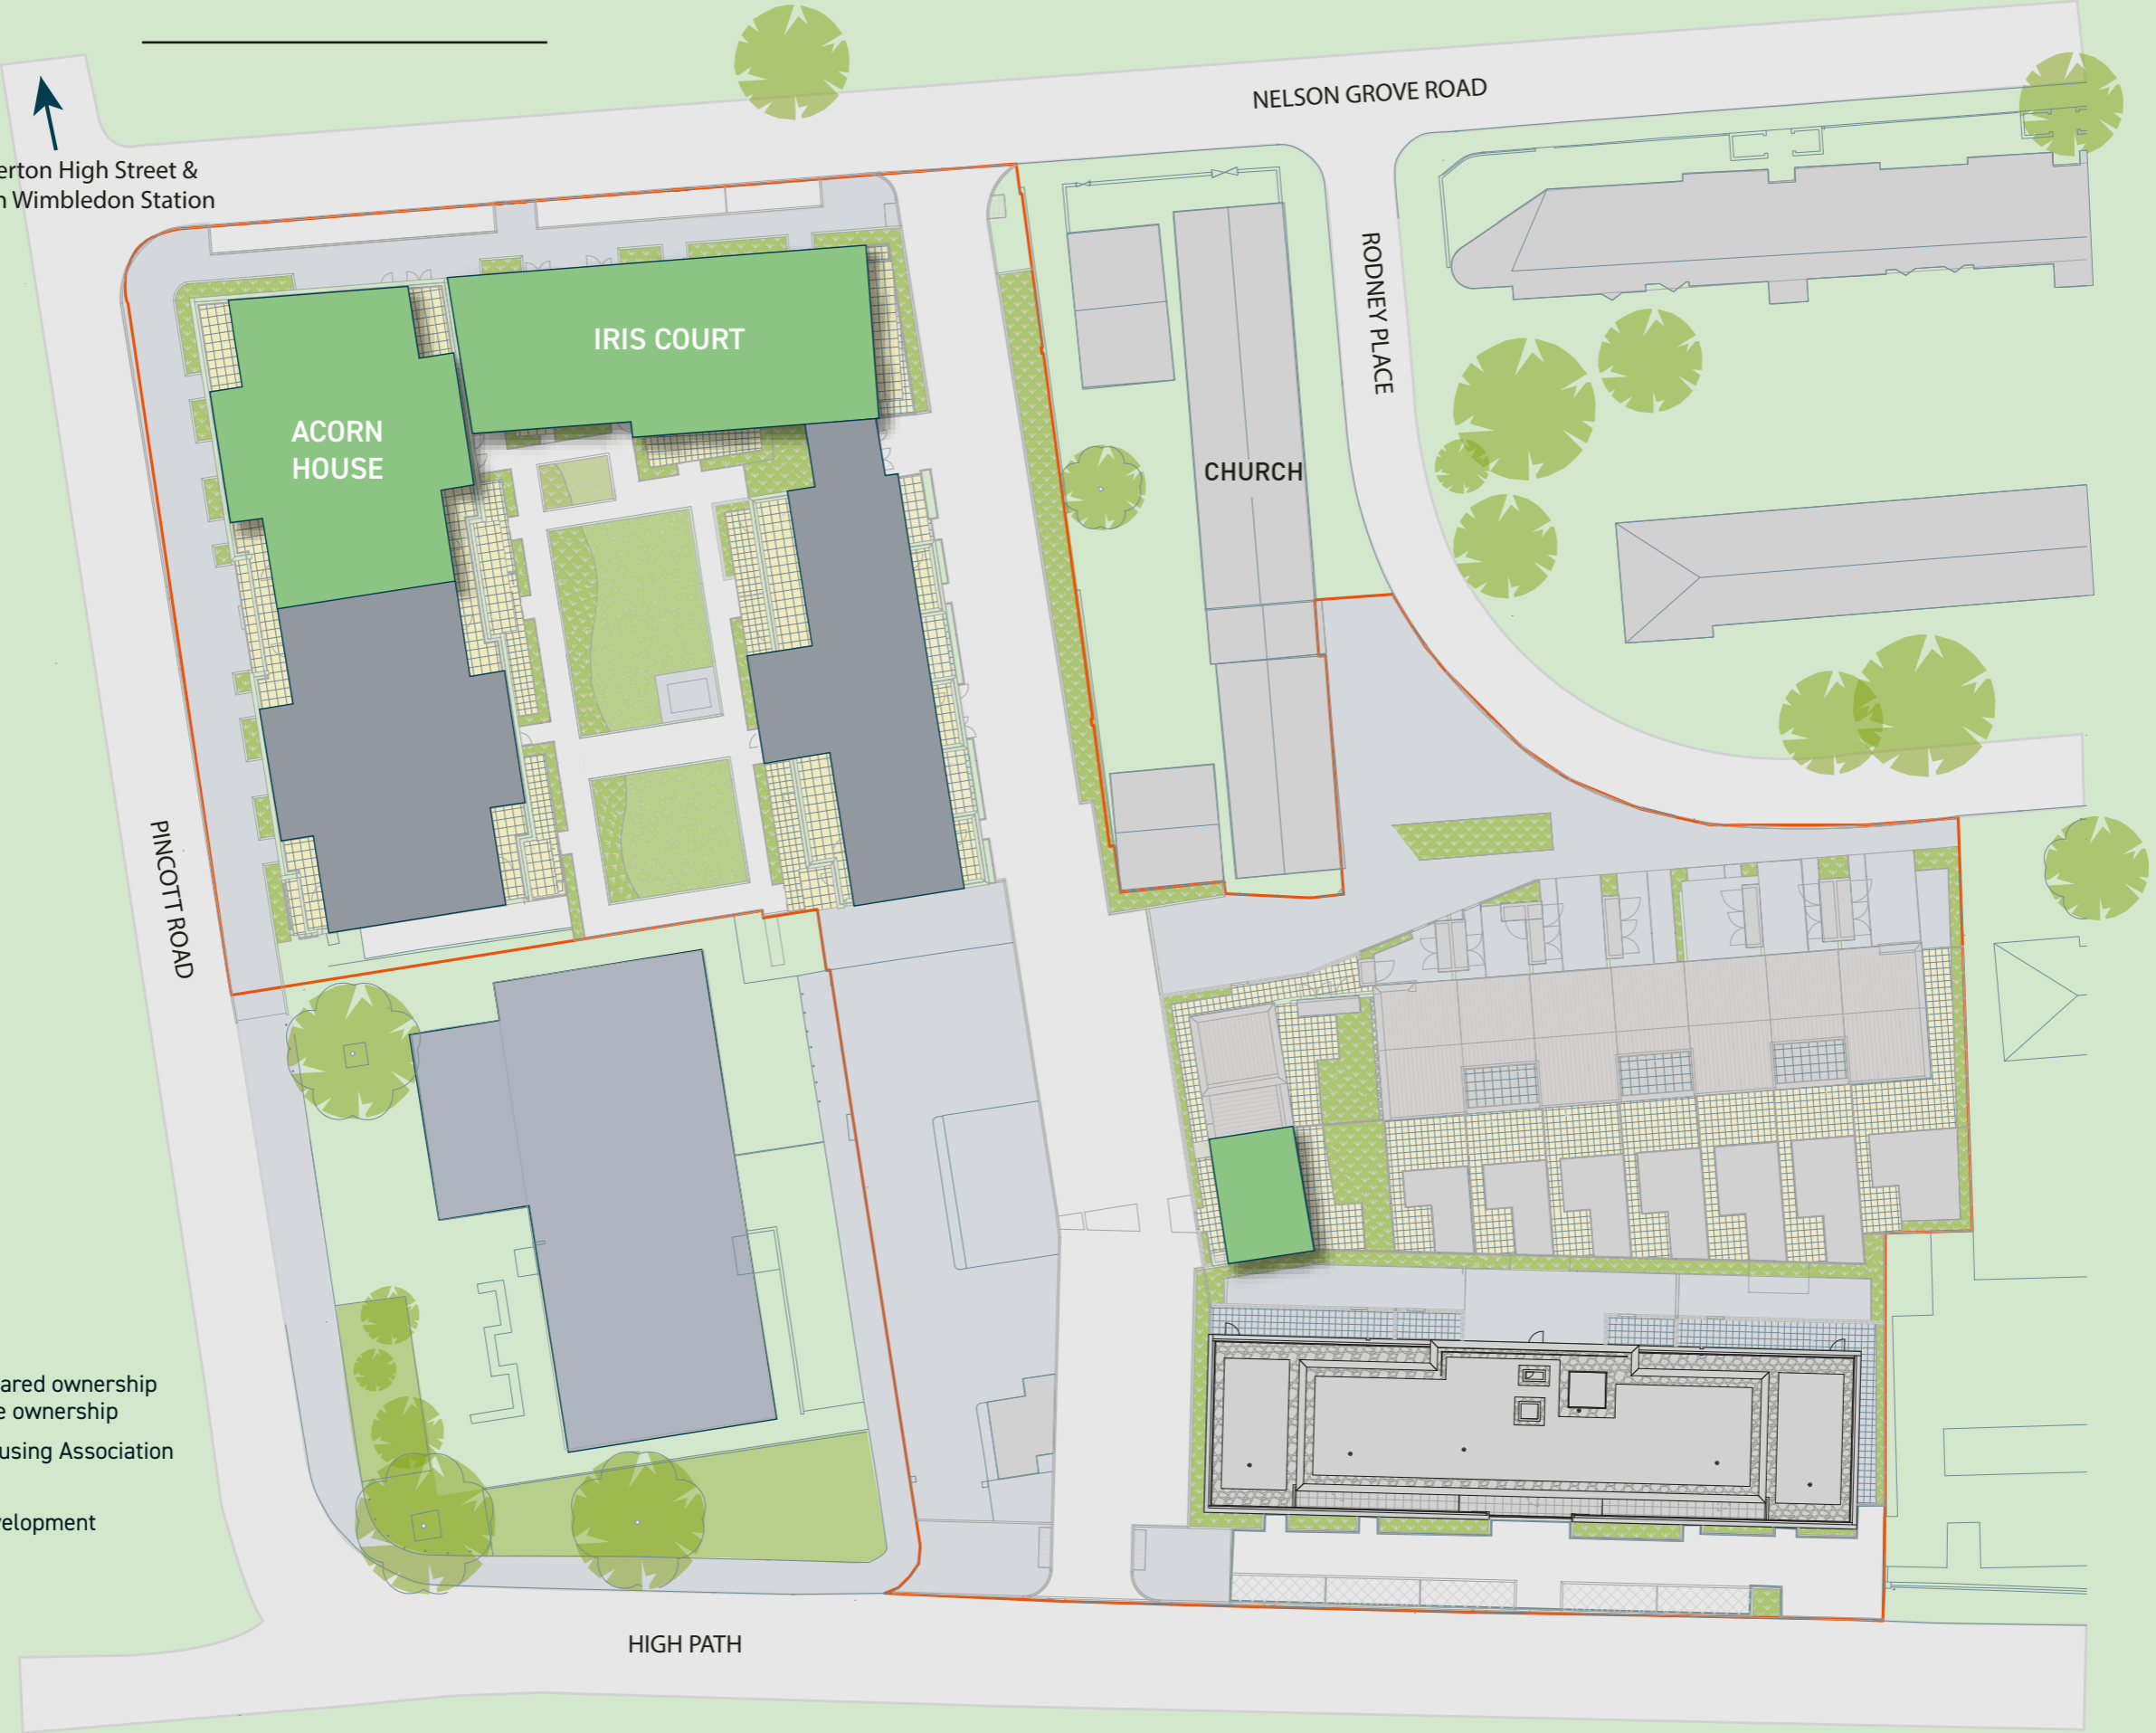 NELSON GROVE ROAD
erton High Street &
n Wimbledon Station
RODNEY PLACE
IRIS COURT
ACORN
HOUSE
CHURCH
PINCOTT ROAD
ared ownership
e ownership
using Association
velopment
HIGH PATH